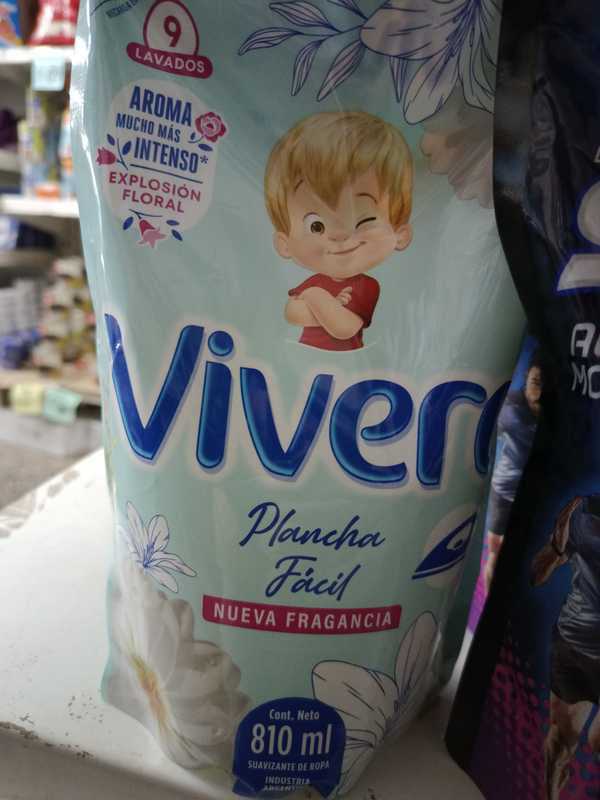 9
LAVADOS
AROMA
MUCHO MÁS
INTENSO*
EXPLOSIÓN
FLORAL
Viver
Plancha
Fácil
NUEVA FRAGANCIA
Cont. Neto
810 ml
SUAVIZANTE DE ROPA
INDUSTRIA